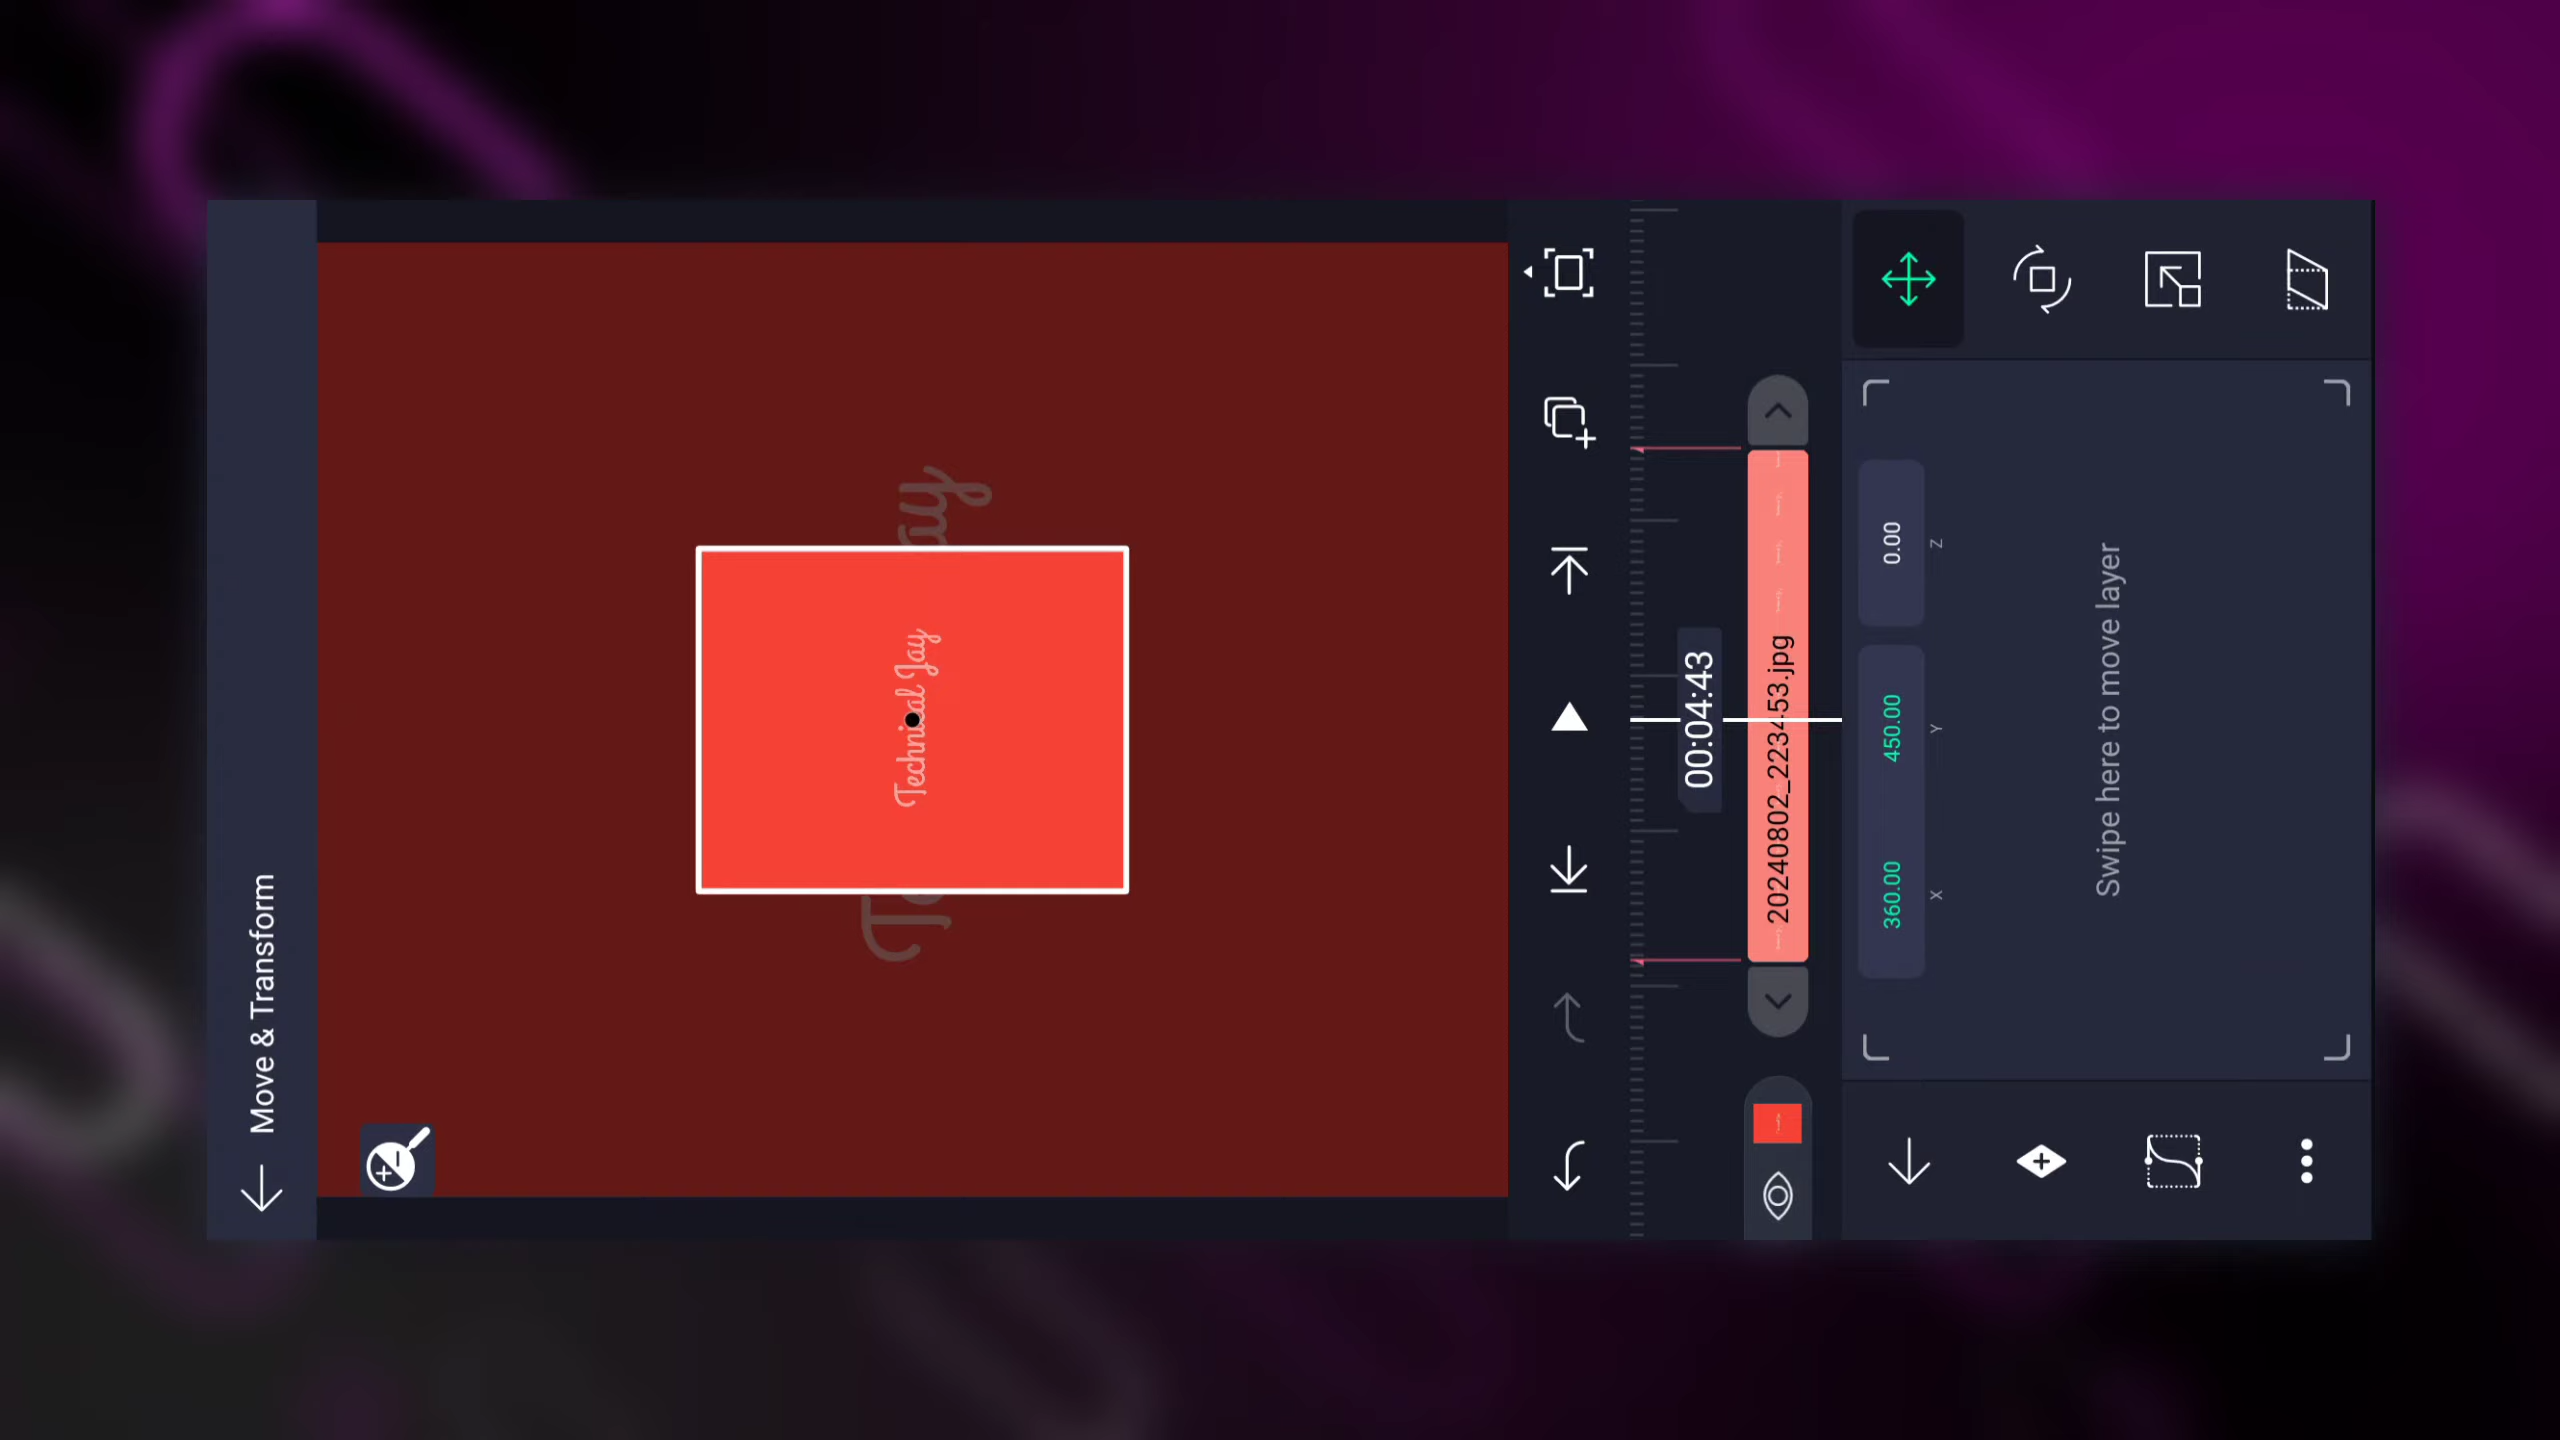 Move & Transform
Technical Jay
00:04:43
20240802_223453.jpg
360.00 450.00 0.00
X Y Z
Swipe here to move layer